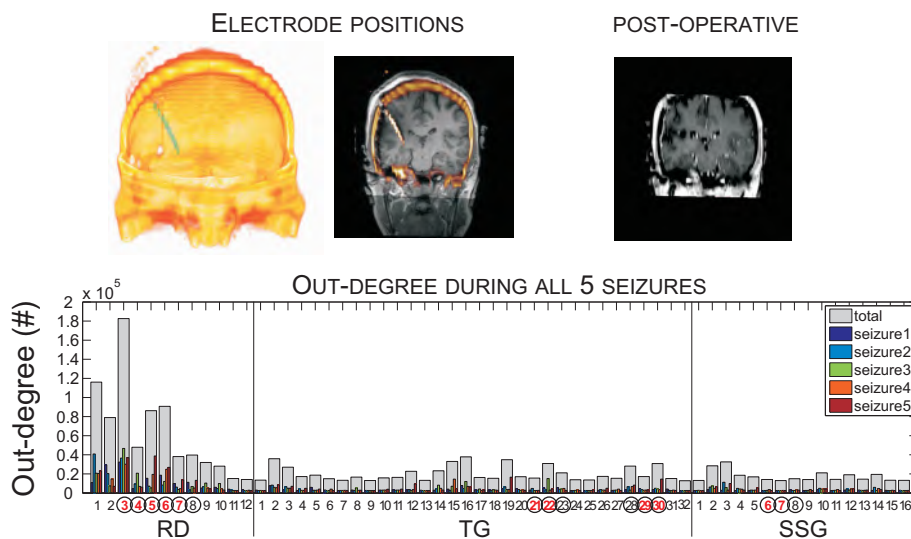 ELECTRODE POSITIONS
POST-OPERATIVE
OUT-DEGREE DURING ALL 5 SEIZURES
x 10^5
Out-degree (#)
2
1.8
1.6
1.4
1.2
1
0.8
0.6
0.4
0.2
0
total
seizure1
seizure2
seizure3
seizure4
seizure5
1 2 3 4 5 6 7 8 9 10 11 12 1 2 3 4 5 6 7 8 9 10 11 12 13 14 15 16 17 18 19 20 21 22 23 24 25 26 27 28 29 30 31 32 1 2 3 4 5 6 7 8 9 10 11 12 13 14 15 16
RD TG SSG